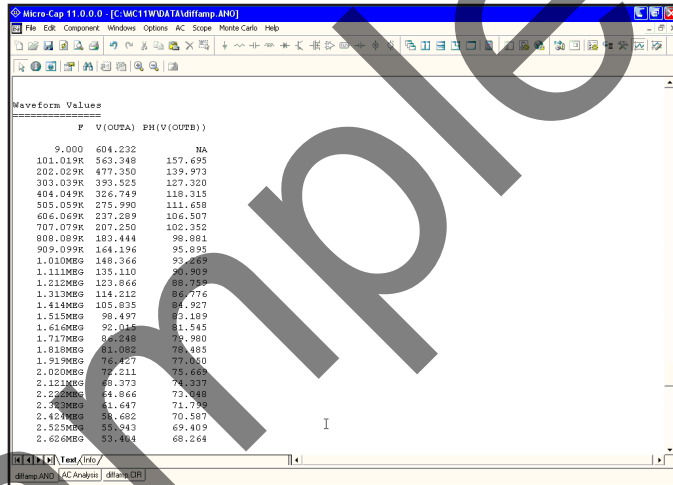 Micro-Cap 11.0.0.0 - [C:\MC11W\DATA\diffamp.ANO]
File Edit Component Windows Options AC Scope Monte Carlo Help
Waveform Values
===============
F V(OUTA) PH(V(OUTB))
9.000 604.232 NA
101.019K 563.348 157.695
202.029K 477.350 139.973
303.039K 393.525 127.320
404.049K 326.749 118.315
505.059K 275.990 111.658
606.069K 237.289 106.507
707.079K 207.250 102.352
808.089K 183.444 98.881
909.099K 164.196 95.895
1.010MEG 148.366 93.269
1.111MEG 135.110 90.909
1.212MEG 123.866 88.759
1.313MEG 114.212 86.776
1.414MEG 105.835 84.927
1.515MEG 98.497 83.189
1.616MEG 92.015 81.545
1.717MEG 86.248 79.980
1.818MEG 81.082 78.485
1.919MEG 76.427 77.050
2.020MEG 72.211 75.669
2.121MEG 68.373 74.337
2.222MEG 64.866 73.048
2.323MEG 61.647 71.799
2.424MEG 58.682 70.587
2.525MEG 55.943 69.409
2.626MEG 53.404 68.264
Text Info
diffamp.ANO AC Analysis diffamp.CIR